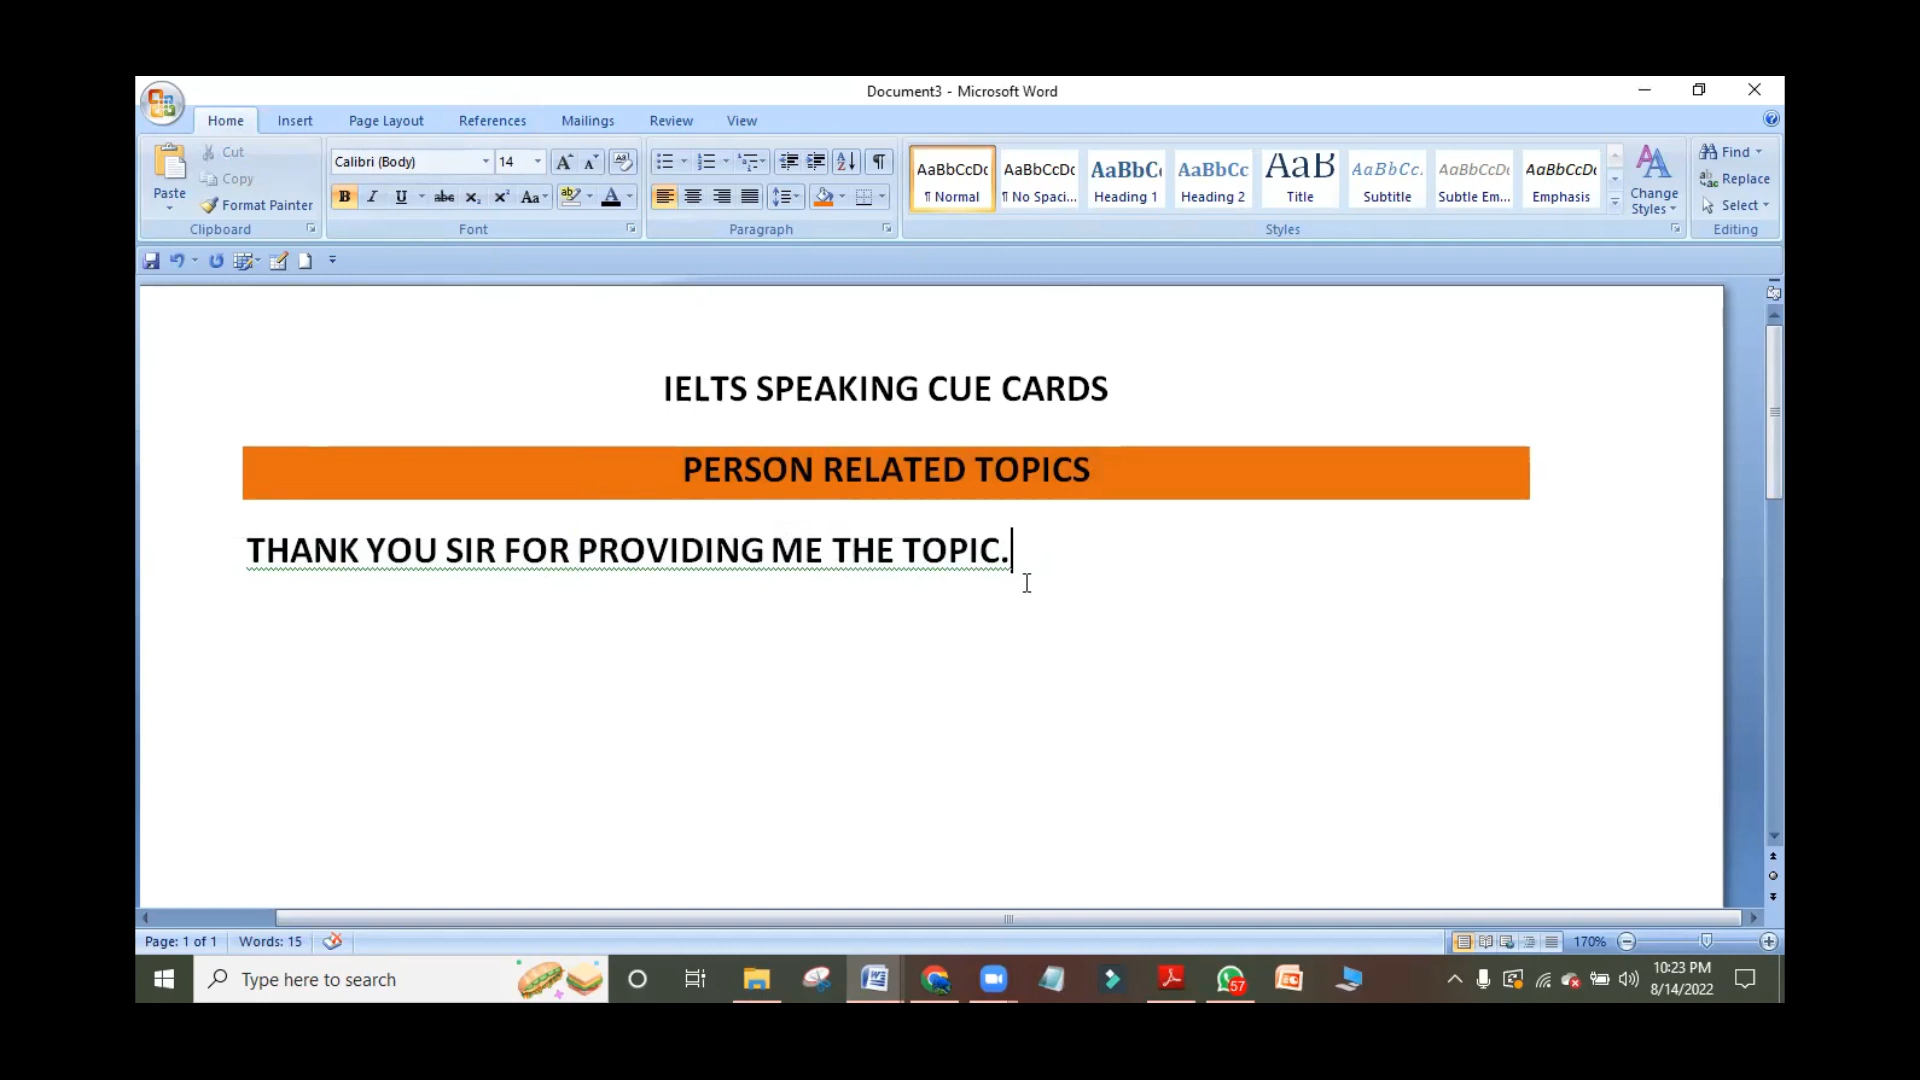 Document3 - Microsoft Word
Home Insert Page Layout References Mailings Review View
Paste
Cut
Copy
Format Painter
Clipboard
Calibri (Body) 14
Font
Paragraph
AaBbCcDc AaBbCcDc AaBbCc AaBbCc AaB AaBbCc. AaBbCcDc AaBbCcDc
¶ Normal ¶ No Spaci... Heading 1 Heading 2 Title Subtitle Subtle Em... Emphasis
Change
Styles
Styles
Find
Replace
Select
Editing
IELTS SPEAKING CUE CARDS
PERSON RELATED TOPICS
THANK YOU SIR FOR PROVIDING ME THE TOPIC.
Page: 1 of 1 Words: 15 170%
Type here to search
57
10:23 PM
8/14/2022